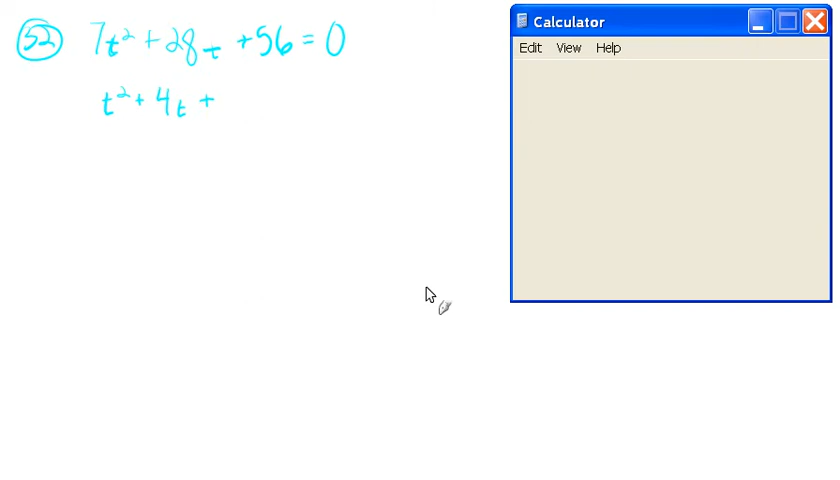 52 7t² + 28t + 56 = 0
t² + 4t +
Calculator
Edit View Help